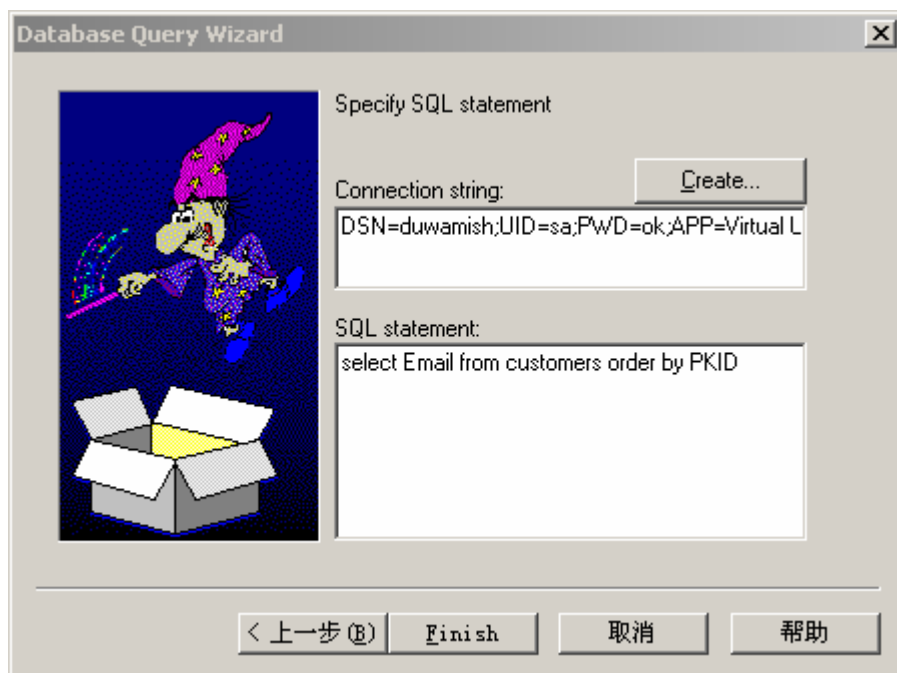 Database Query Wizard
Specify SQL statement
Create...
Connection string:
DSN=duwamish;UID=sa;PWD=ok;APP=Virtual U
SQL statement:
select Email from customers order by PKID
< 上一步(B)
Finish
取消
帮助